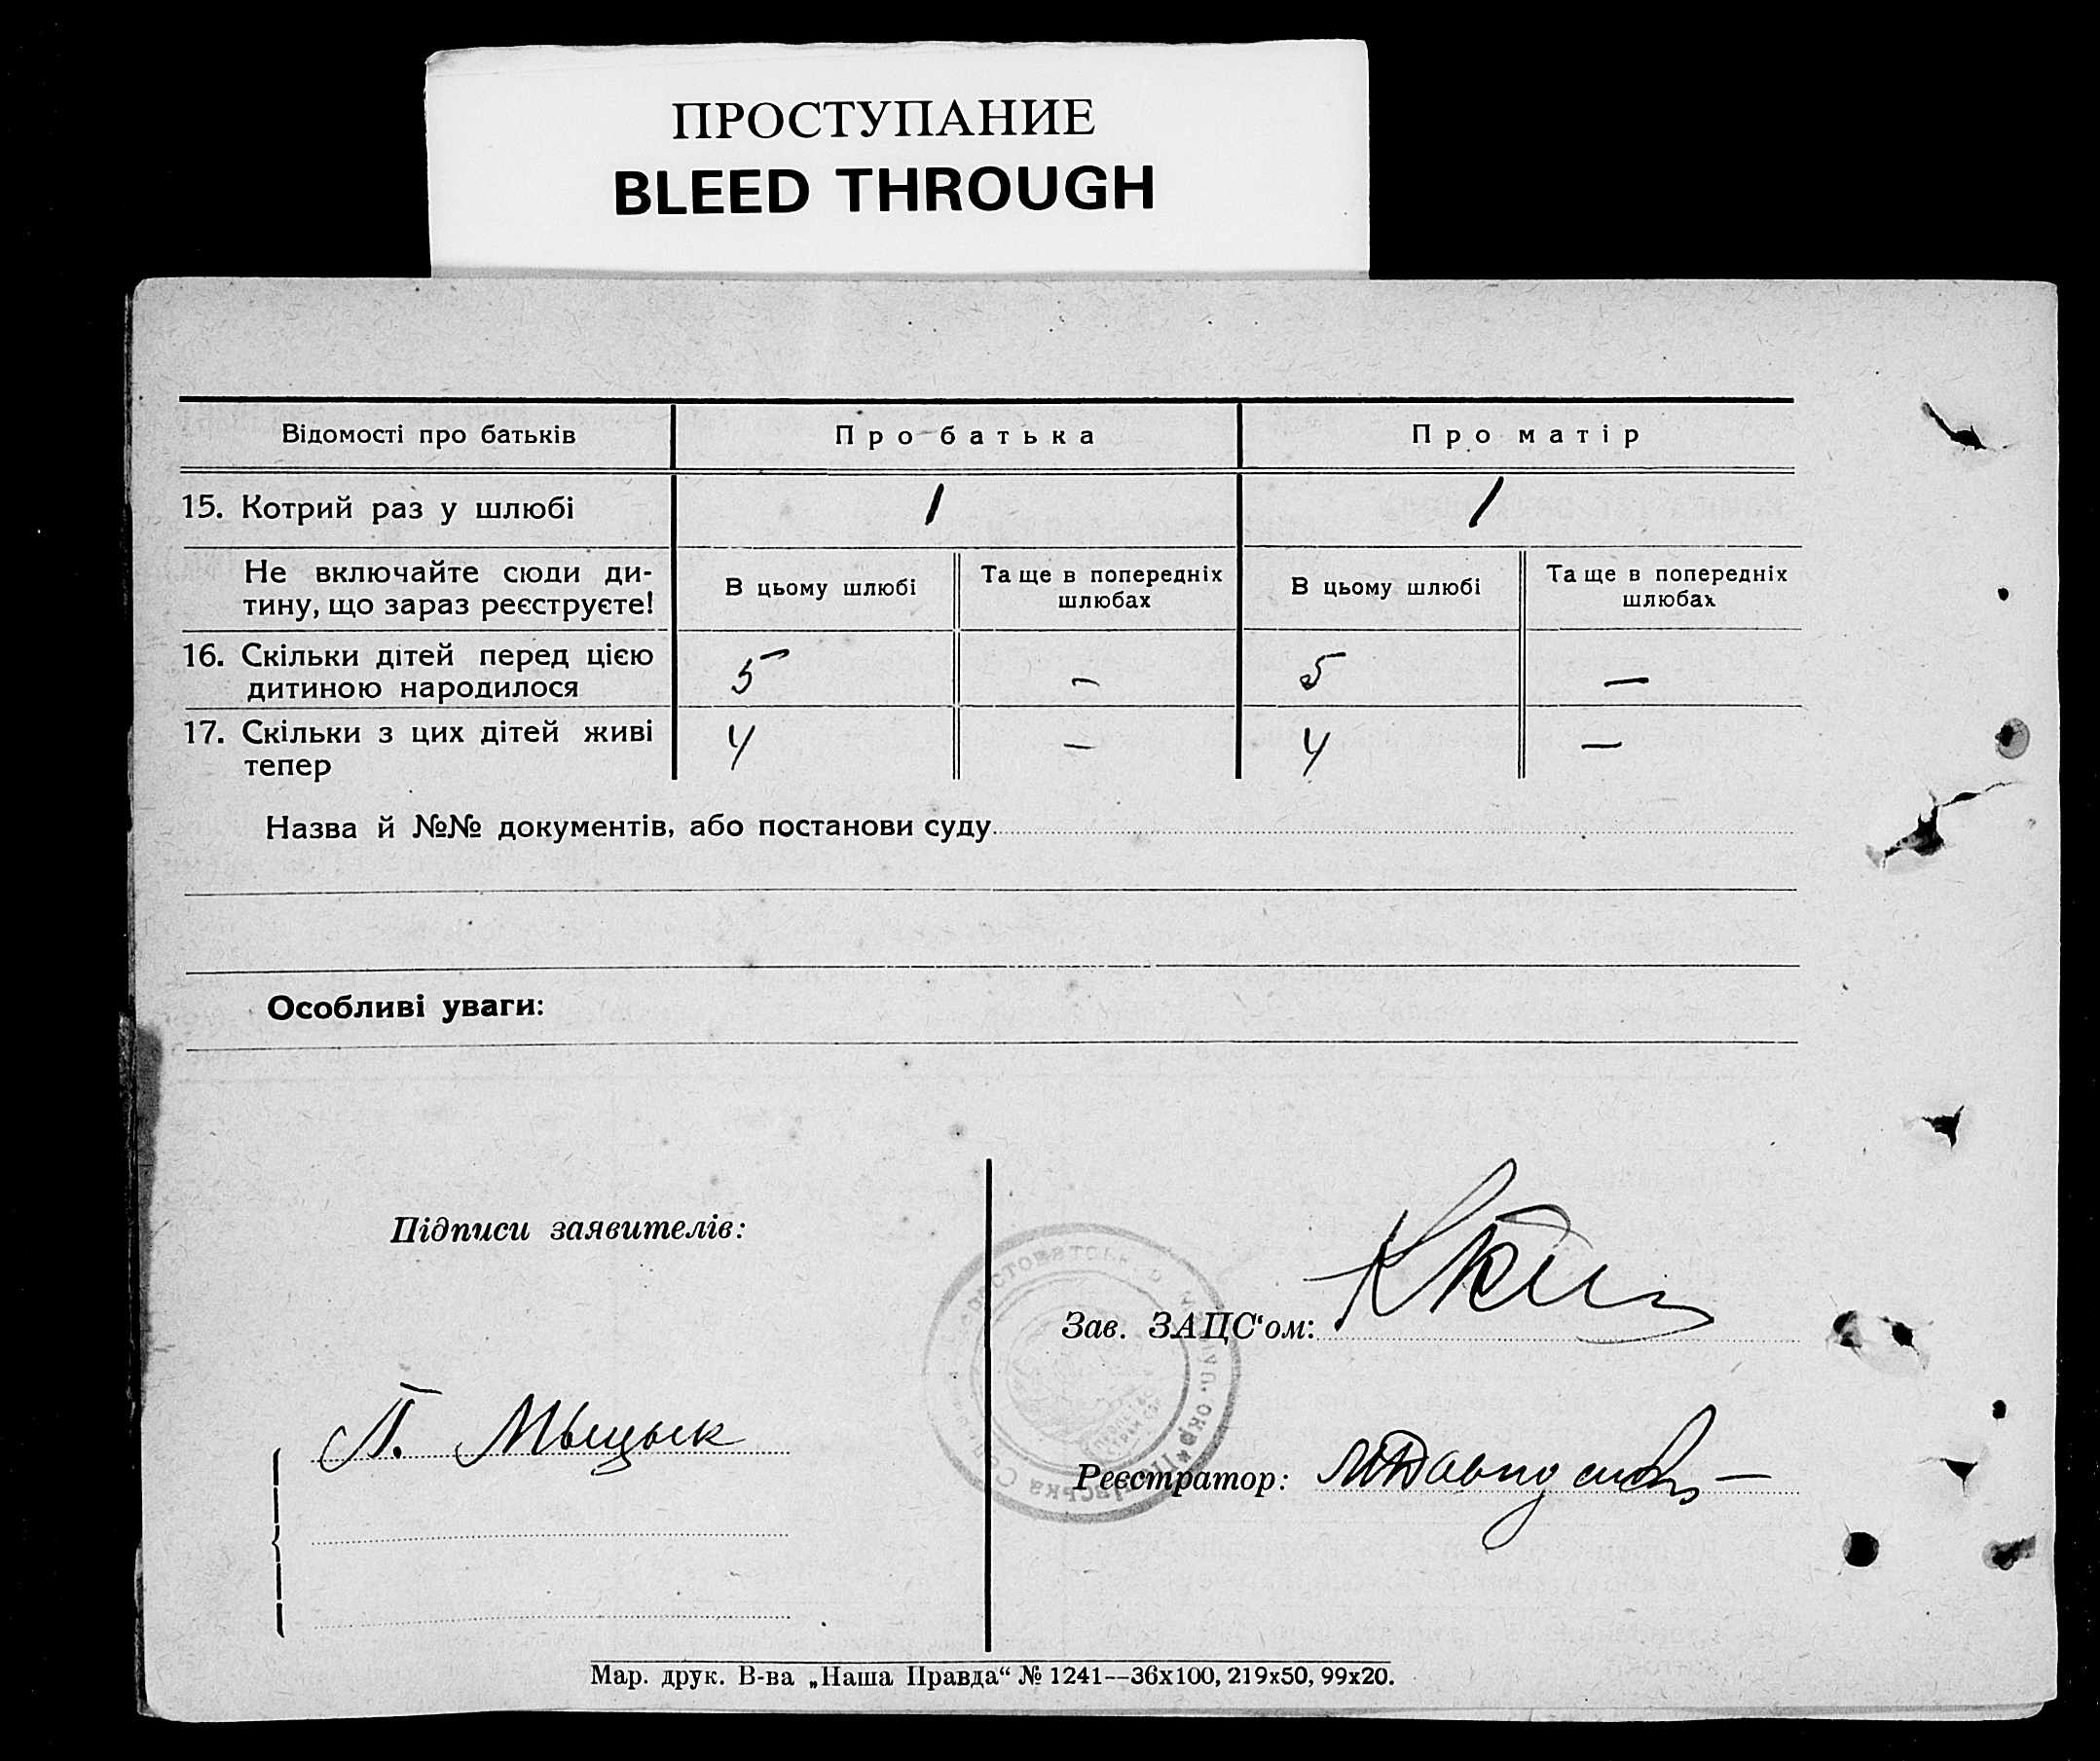 ПРОСТУПАНИЕ
BLEED THROUGH
Відомості про батьків
Про батька
Про матір
15. Котрий раз у шлюбі
1
1
Не включайте сюди ди-
тину, що зараз реєструєте!
В цьому шлюбі
Та ще в попередніх
шлюбах
В цьому шлюбі
Та ще в попередніх
шлюбах
16. Скільки дітей перед цією
дитиною народилося
5
–
5
—
17. Скільки з цих дітей живі
тепер
4
–
4
—
Назва й №№ документів, або постанови суду
Особливі уваги:
Підписи заявителів:
Зав. ЗАЦС‘ом:
П. Мыцык
Реєстратор:
Мар. друк. В-ва „Наша Правда“ № 1241—36х100, 219х50, 99х20.